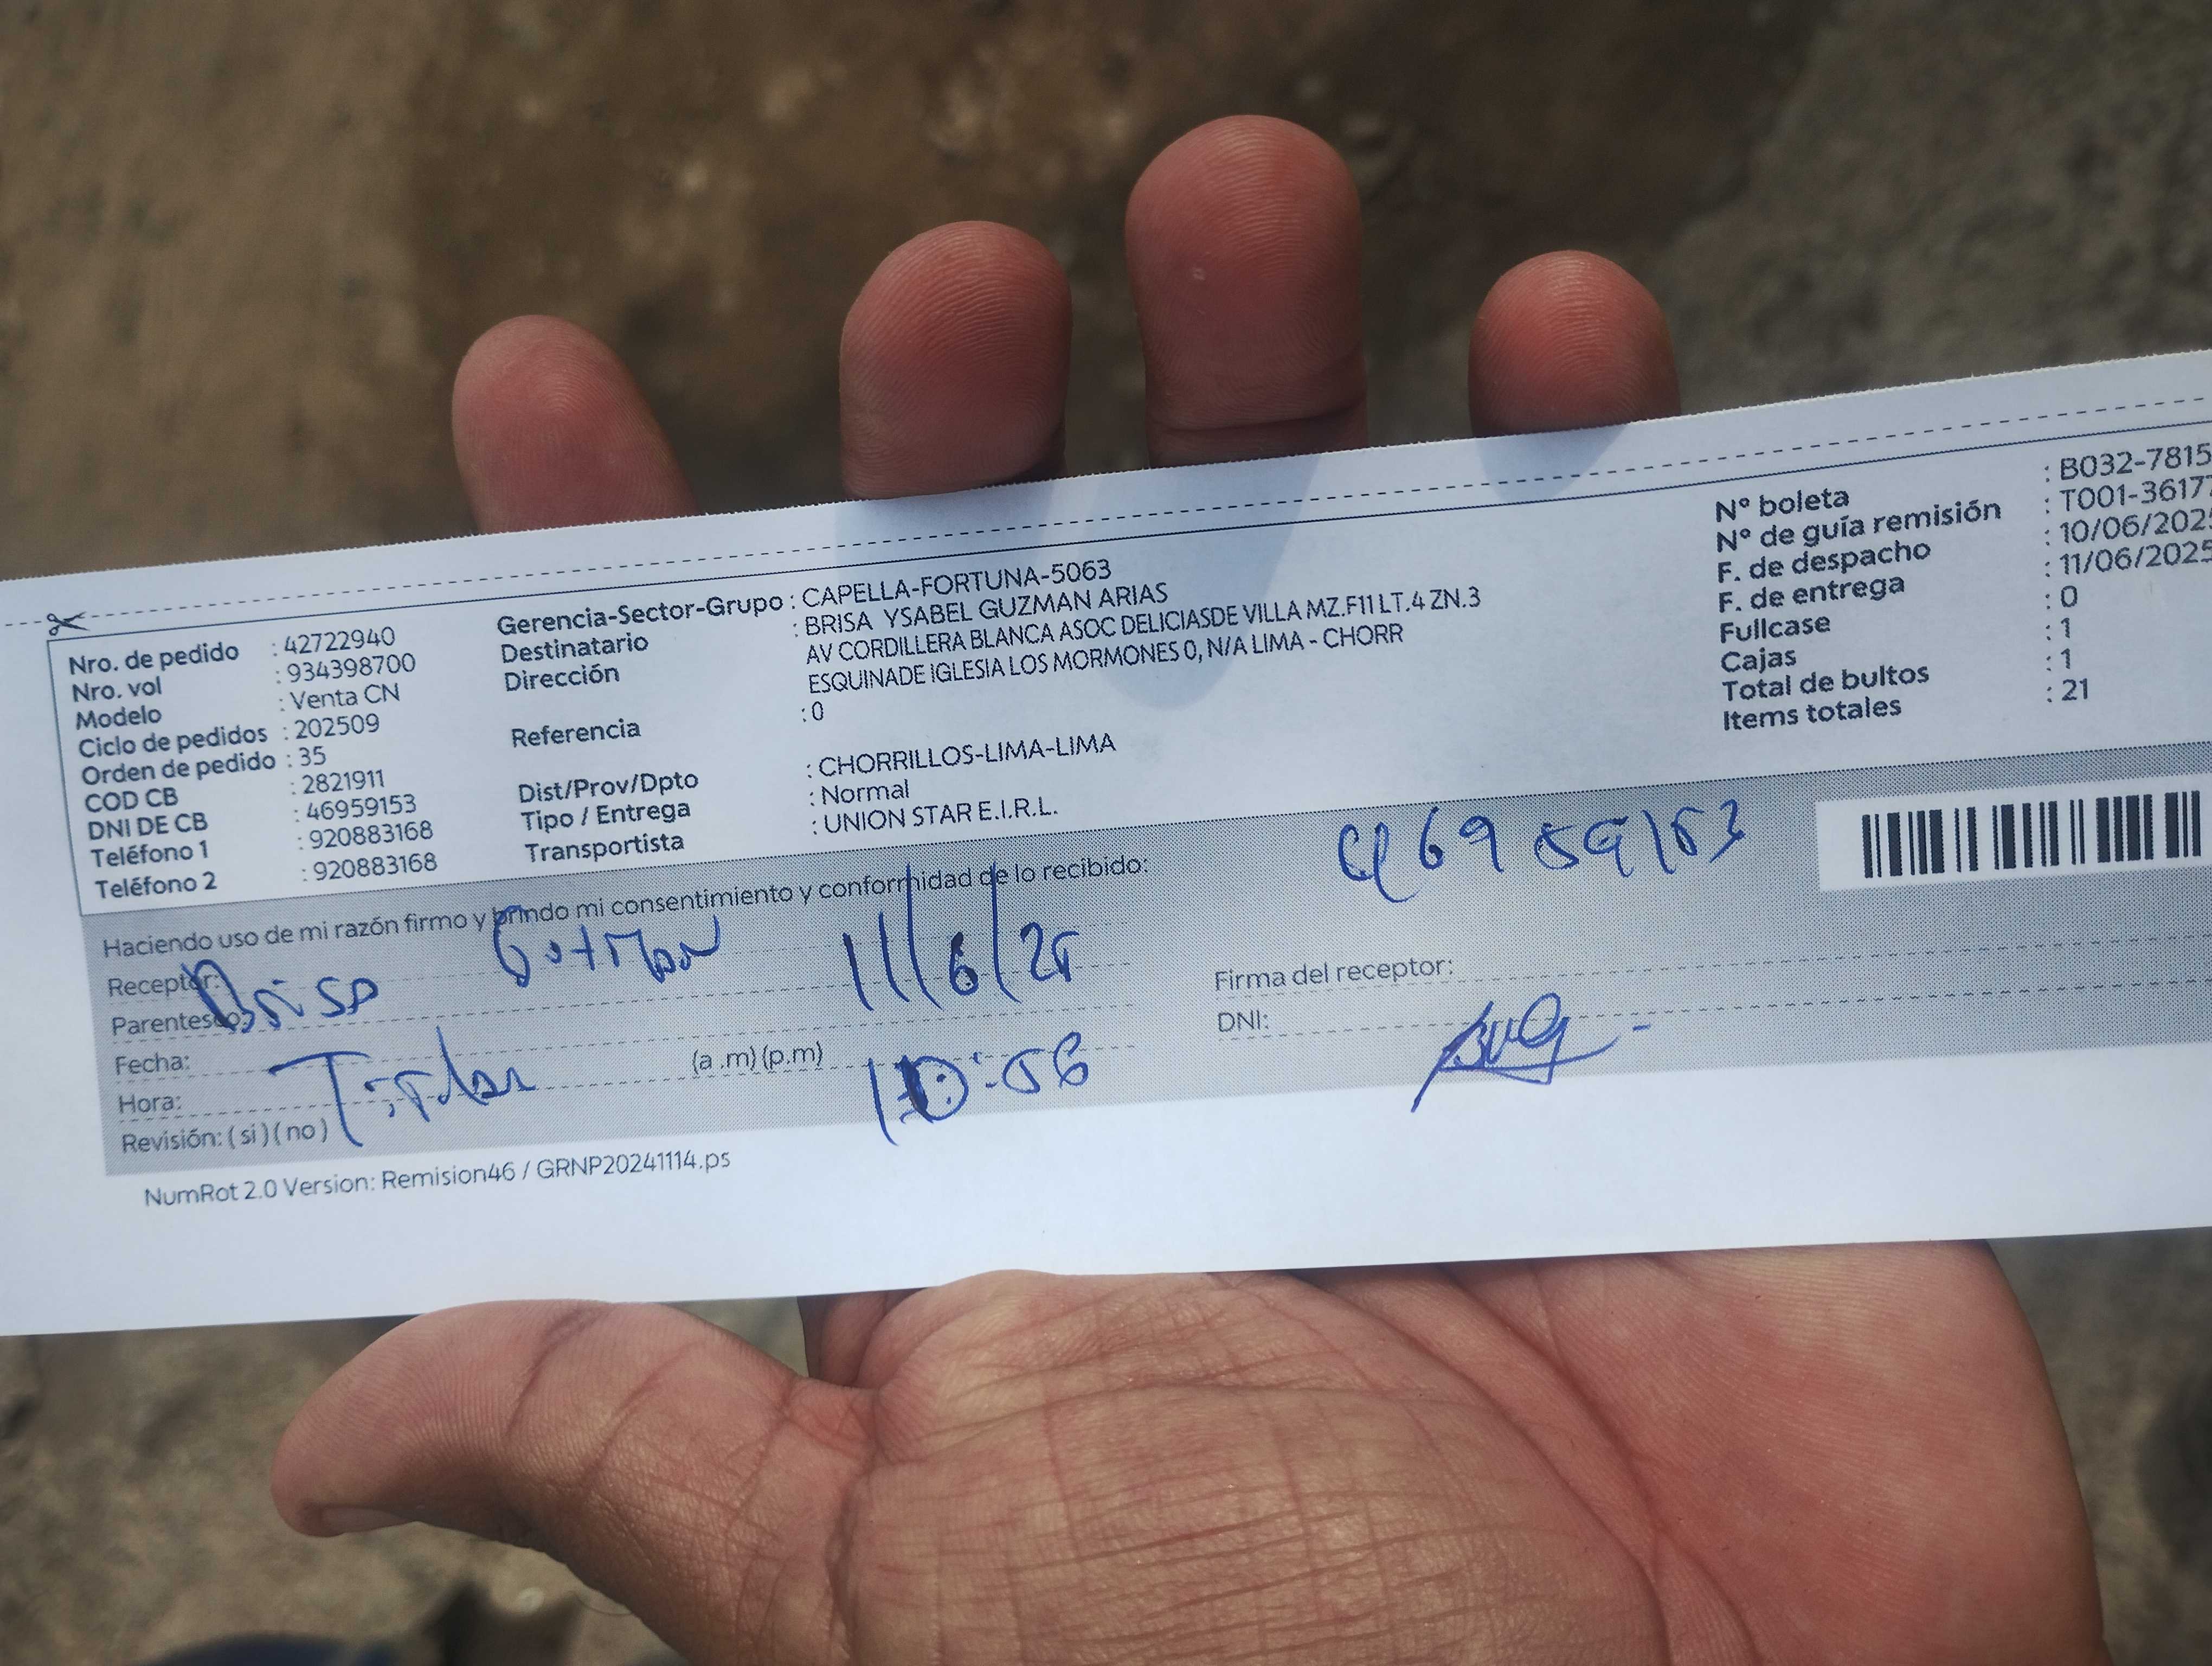 Nro. de pedido : 42722940
Nro. vol : 934398700
Modelo : Venta CN
Ciclo de pedidos : 202509
Orden de pedido : 35
COD CB : 2821911
DNI DE CB : 46959153
Teléfono 1 : 920883168
Teléfono 2 : 920883168
Gerencia-Sector-Grupo : CAPELLA-FORTUNA-5063
Destinatario : BRISA YSABEL GUZMAN ARIAS
Dirección : AV CORDILLERA BLANCA ASOC DELICIASDE VILLA MZ.F11 LT.4 ZN.3
ESQUINADE IGLESIA LOS MORMONES 0, N/A LIMA - CHORR
Referencia : 0
Dist/Prov/Dpto : CHORRILLOS-LIMA-LIMA
Tipo / Entrega : Normal
Transportista : UNION STAR E.I.R.L.
N° boleta : B032-7815
N° de guía remisión : T001-36177
F. de despacho : 10/06/202
F. de entrega : 11/06/2025
Fullcase : 0
Cajas : 1
Total de bultos : 1
Items totales : 21
Haciendo uso de mi razón firmo y brindo mi consentimiento y conformidad de lo recibido:
46959153
Receptor: Brisa
11/6/25
Parentesco:
Fecha:
Hora: (a .m) (p.m) 10:56
Revisión: ( si ) ( no ) Titular
Firma del receptor:
DNI:
NumRot 2.0 Version: Remision46 / GRNP20241114.ps